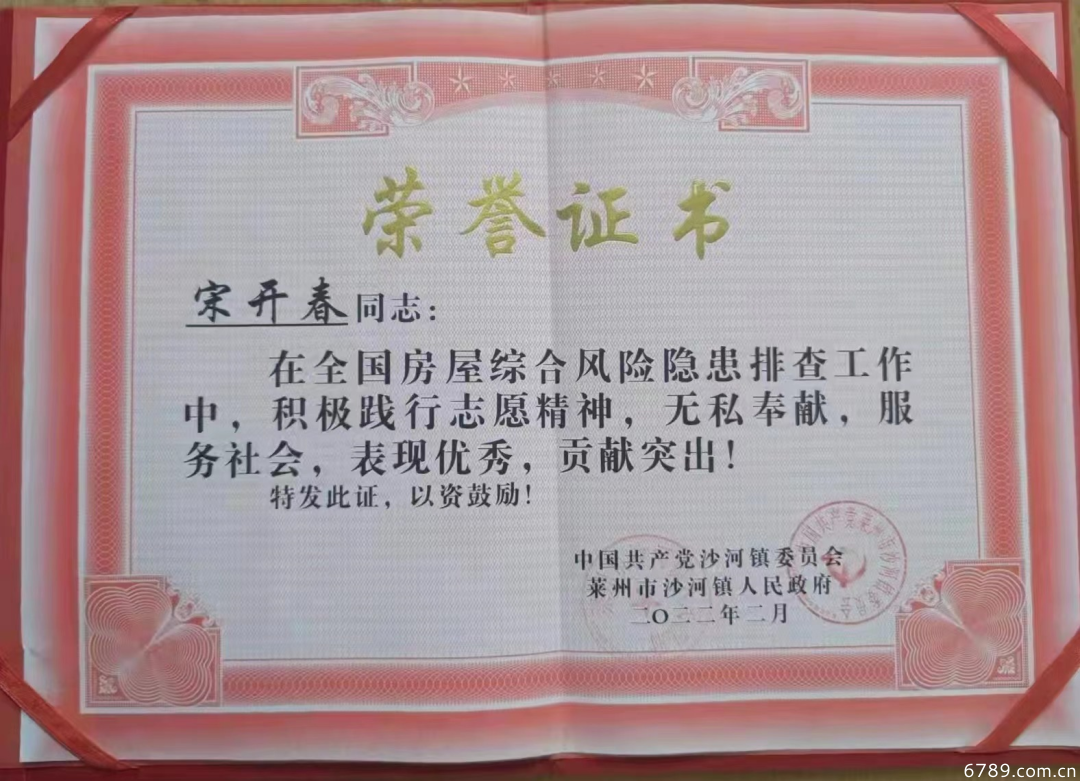 荣誉证书
宋开春同志：
在全国房屋综合风险隐患排查工作
中，积极践行志愿精神，无私奉献，服
务社会，表现优秀，贡献突出！
特发此证，以资鼓励！
中国共产党沙河镇委员会
莱州市沙河镇人民政府
二〇二二年二月
6789.com.cn